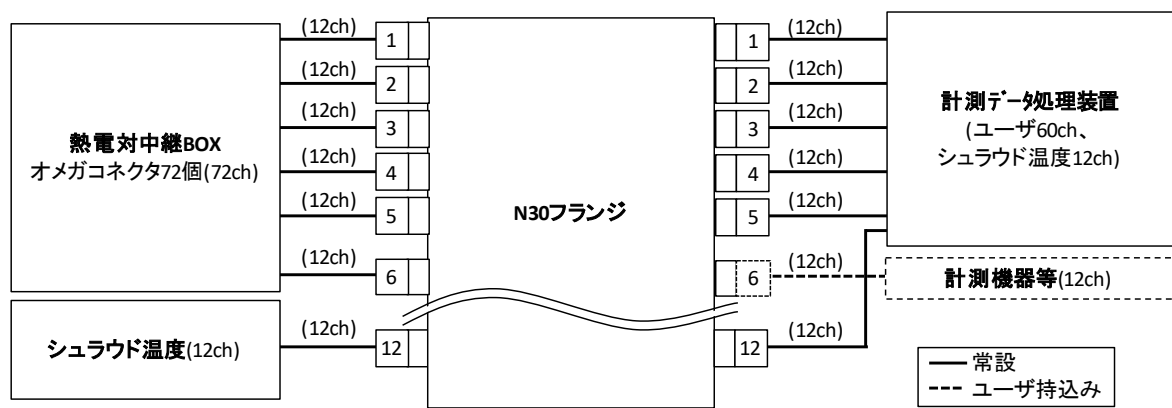 熱電対中継BOX
オメガコネクタ72個(72ch)
シュラウド温度(12ch)
(12ch)
(12ch)
(12ch)
(12ch)
(12ch)
(12ch)
(12ch)
1
2
3
4
5
6
12
N30フランジ
1
2
3
4
5
6
12
(12ch)
(12ch)
(12ch)
(12ch)
(12ch)
(12ch)
(12ch)
計測データ処理装置
(ユーザ60ch、
シュラウド温度12ch)
計測機器等(12ch)
常設
ユーザ持込み